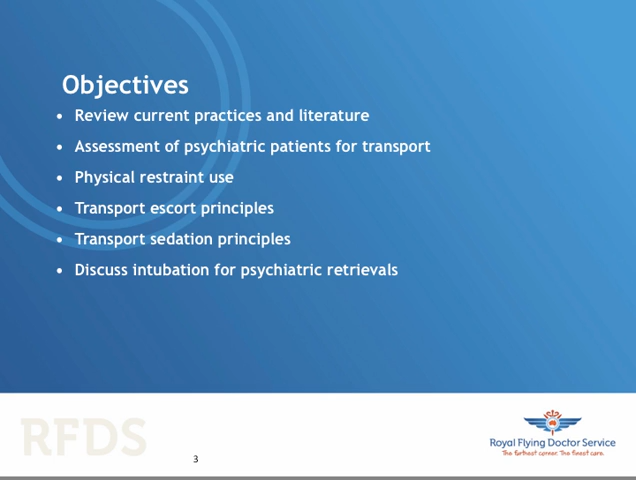 Objectives
• Review current practices and literature
• Assessment of psychiatric patients for transport
• Physical restraint use
• Transport escort principles
• Transport sedation principles
• Discuss intubation for psychiatric retrievals
RFDS
3
Royal Flying Doctor Service
The furthest corner. The finest care.